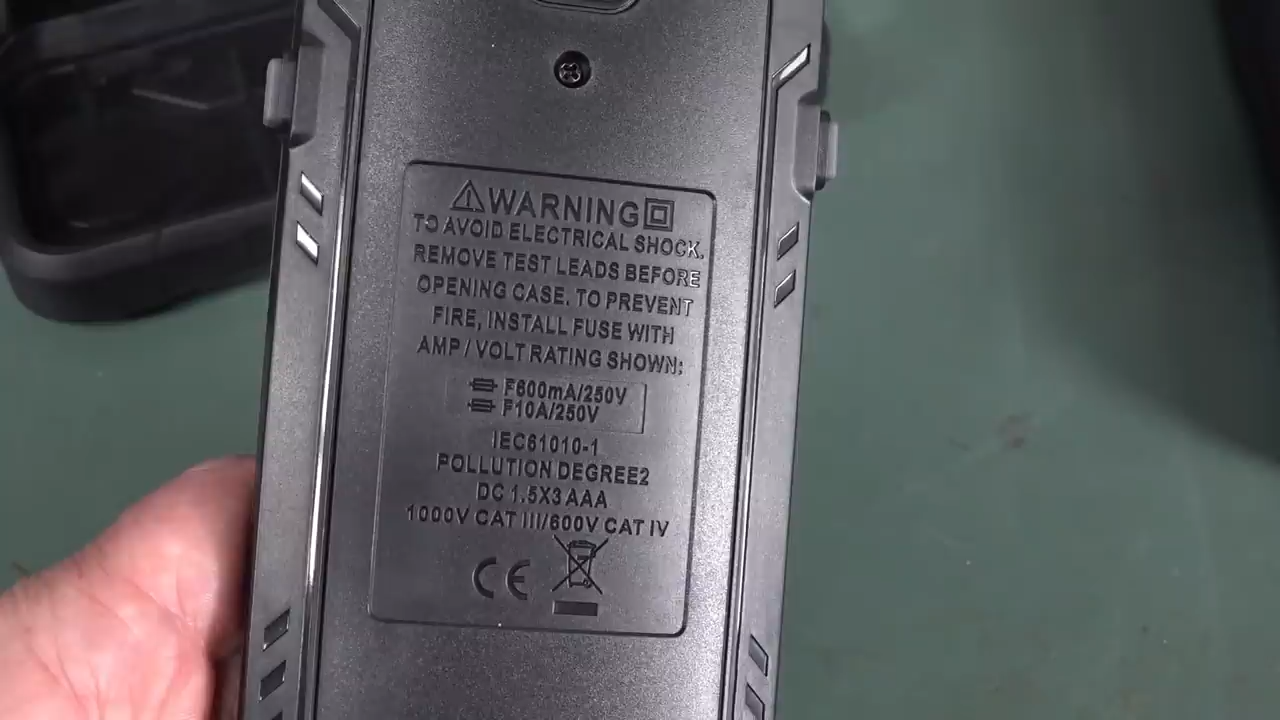 WARNING
TO AVOID ELECTRICAL SHOCK,
REMOVE TEST LEADS BEFORE
OPENING CASE. TO PREVENT
FIRE, INSTALL FUSE WITH
AMP / VOLT RATING SHOWN:
F600mA/250V
F10A/250V
IEC61010-1
POLLUTION DEGREE2
DC 1.5X3 AAA
1000V CAT III/600V CAT IV
CE